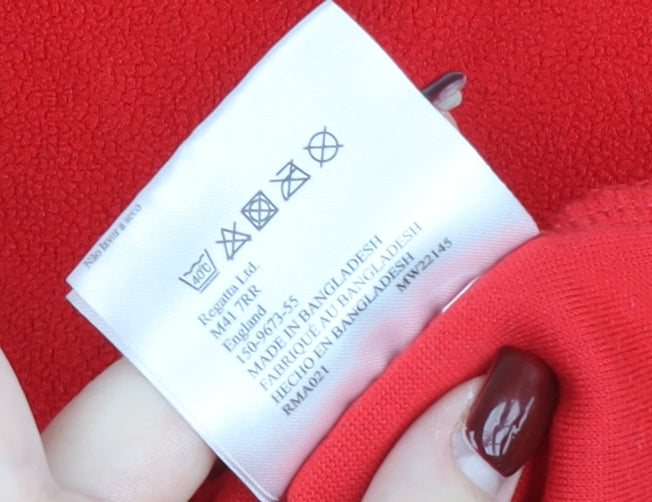 Não lavar a seco
40°C
Regatta Ltd.
M41 7RR
England
150-9673-55
MADE IN BANGLADESH
FABRIQUÉ AU BANGLADESH
HECHO EN BANGLADESH
RMA021 MW22145